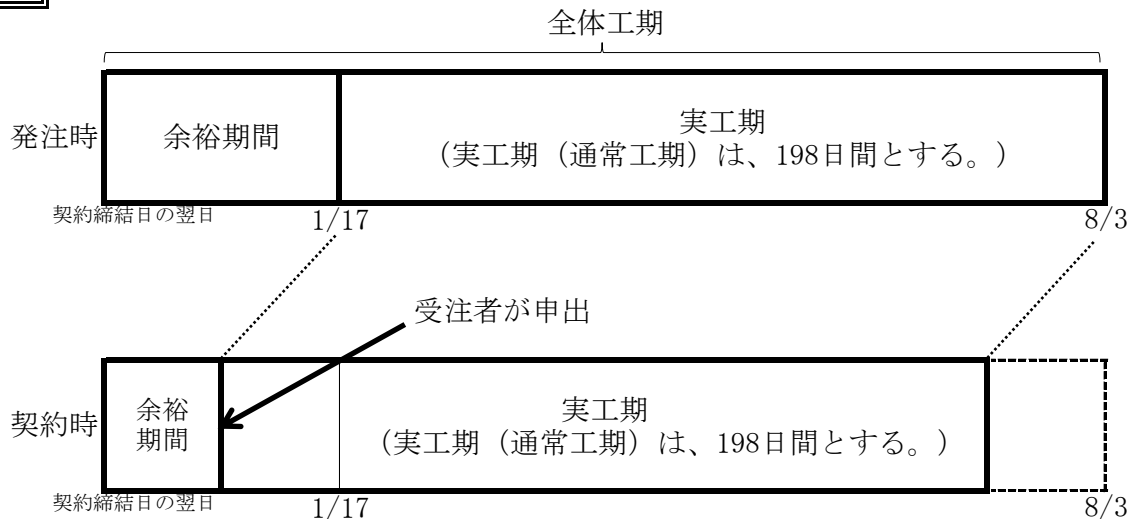 全体工期
発注時
余裕期間
実工期
（実工期（通常工期）は、198日間とする。）
契約締結日の翌日
1/17
8/3
受注者が申出
契約時
余裕
期間
実工期
（実工期（通常工期）は、198日間とする。）
契約締結日の翌日
1/17
8/3